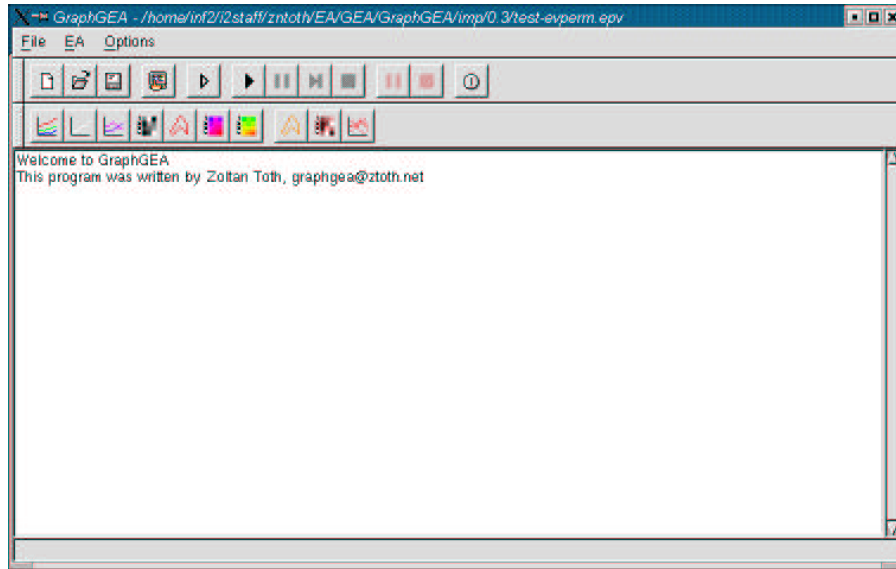 GraphGEA - /home/inf2/i2staff/zntoth/EA/GEA/GraphGEA/imp/0.3/test-evperm.epv
File EA Options
Welcome to GraphGEA
This program was written by Zoltan Toth, graphgea@ztoth.net